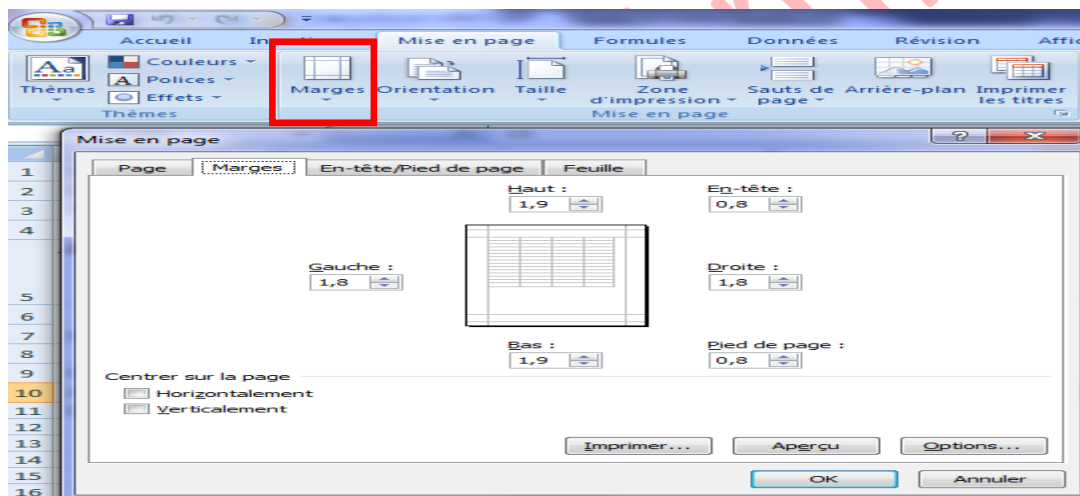 Accueil In Mise en page Formules Données Révision Affic
Thèmes
Couleurs
Polices
Effets
Marges Orientation Taille Zone d'impression Sauts de page Arrière-plan Imprimer les titres
Thèmes Mise en page
Mise en page
Page Marges En-tête/Pied de page Feuille
Haut : En-tête :
1,9 0,8
Gauche : Droite :
1,8 1,8
Bas : Pied de page :
1,9 0,8
Centrer sur la page
Horizontalement
Verticalement
Imprimer... Aperçu Options...
OK Annuler
1
2
3
4
5
6
7
8
9
10
11
12
13
14
15
16